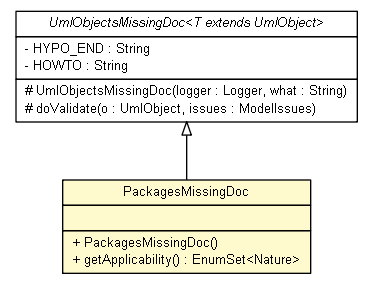 UmlObjectsMissingDoc<T extends UmlObject>
- HYPO_END : String
- HOWTO : String
# UmlObjectsMissingDoc(logger : Logger, what : String)
# doValidate(o : UmlObject, issues : ModelIssues)
PackagesMissingDoc
+ PackagesMissingDoc()
+ getApplicability() : EnumSet<Nature>